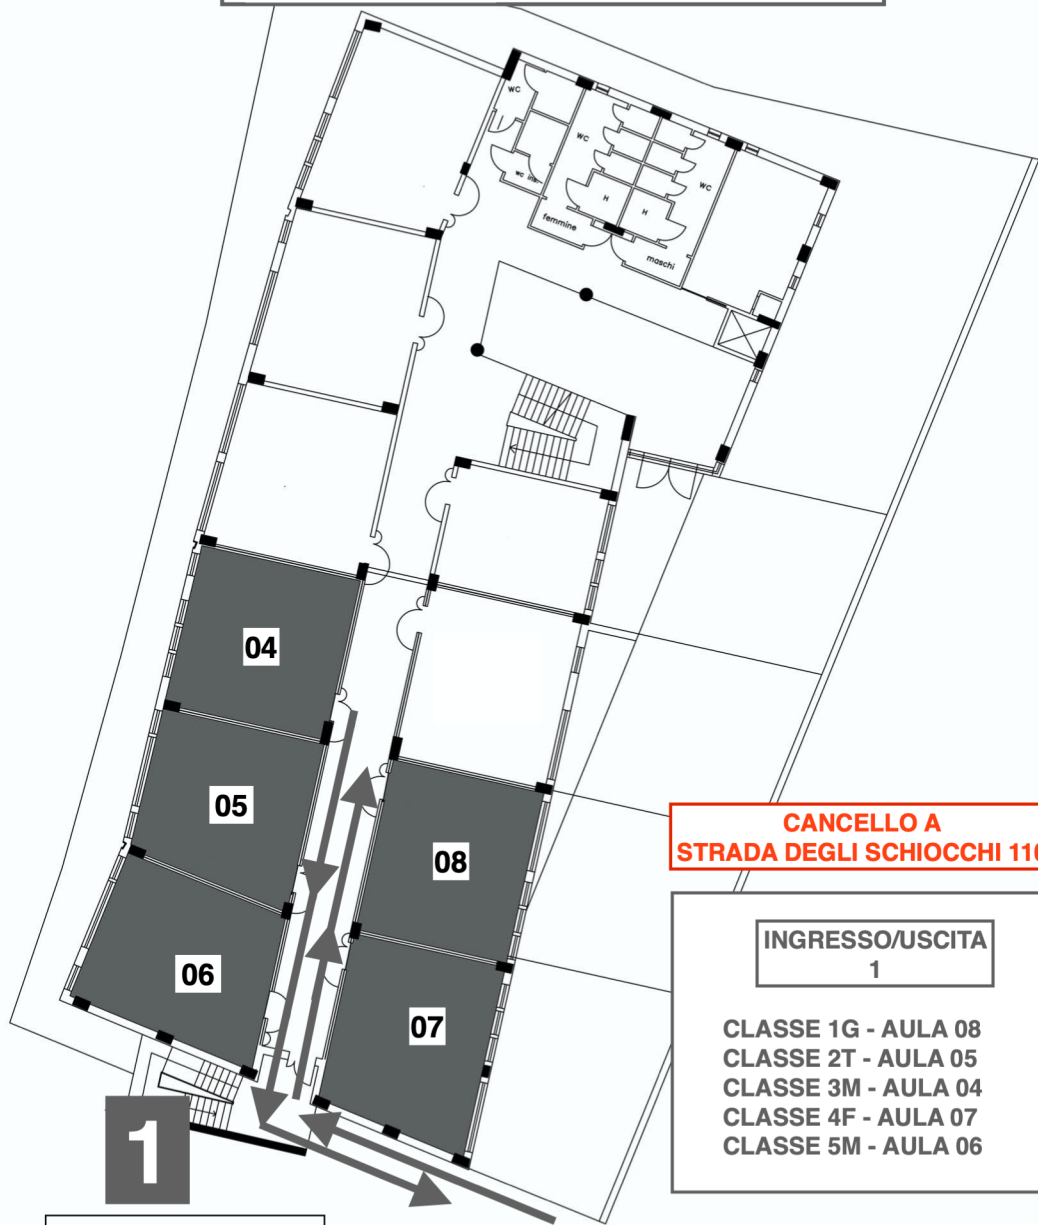 WC
WC
WC
wc ins.
H
H
femmine
maschi
04
05
08
06
07
CANCELLO A
STRADA DEGLI SCHIOCCHI 110
INGRESSO/USCITA
1
CLASSE 1G - AULA 08
CLASSE 2T - AULA 05
CLASSE 3M - AULA 04
CLASSE 4F - AULA 07
CLASSE 5M - AULA 06
1